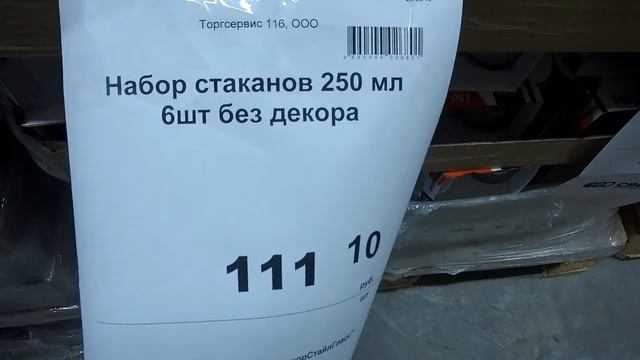 Торгсервис 116, ООО
Набор стаканов 250 мл
6шт без декора
111 10
руб.
шт